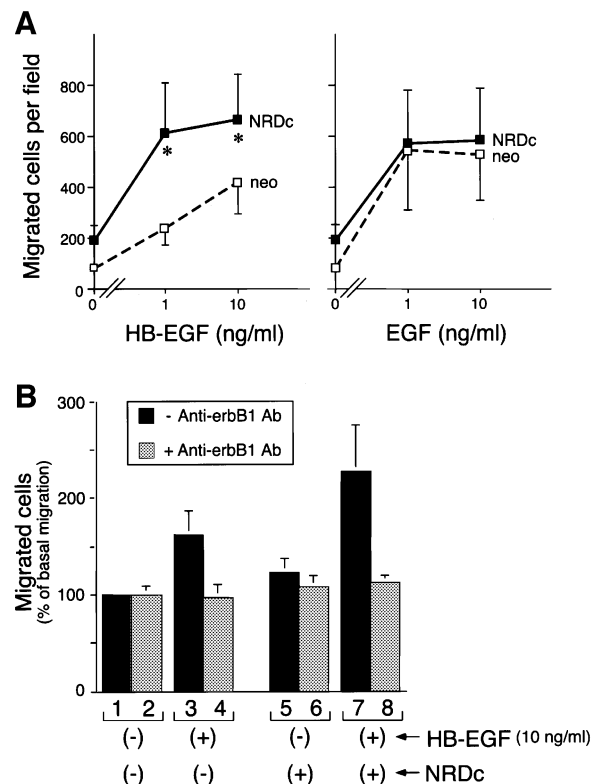 A
Migrated cells per field
800
600
400
200
0
NRDc
*
*
neo
0 1 10
HB-EGF (ng/ml)
NRDc
neo
0 1 10
EGF (ng/ml)
B
Migrated cells
(% of basal migration)
300
200
100
0
- Anti-erbB1 Ab
+ Anti-erbB1 Ab
1 2 3 4 5 6 7 8
(-) (+) (-) (+) ← HB-EGF (10 ng/ml)
(-) (-) (+) (+) ← NRDc